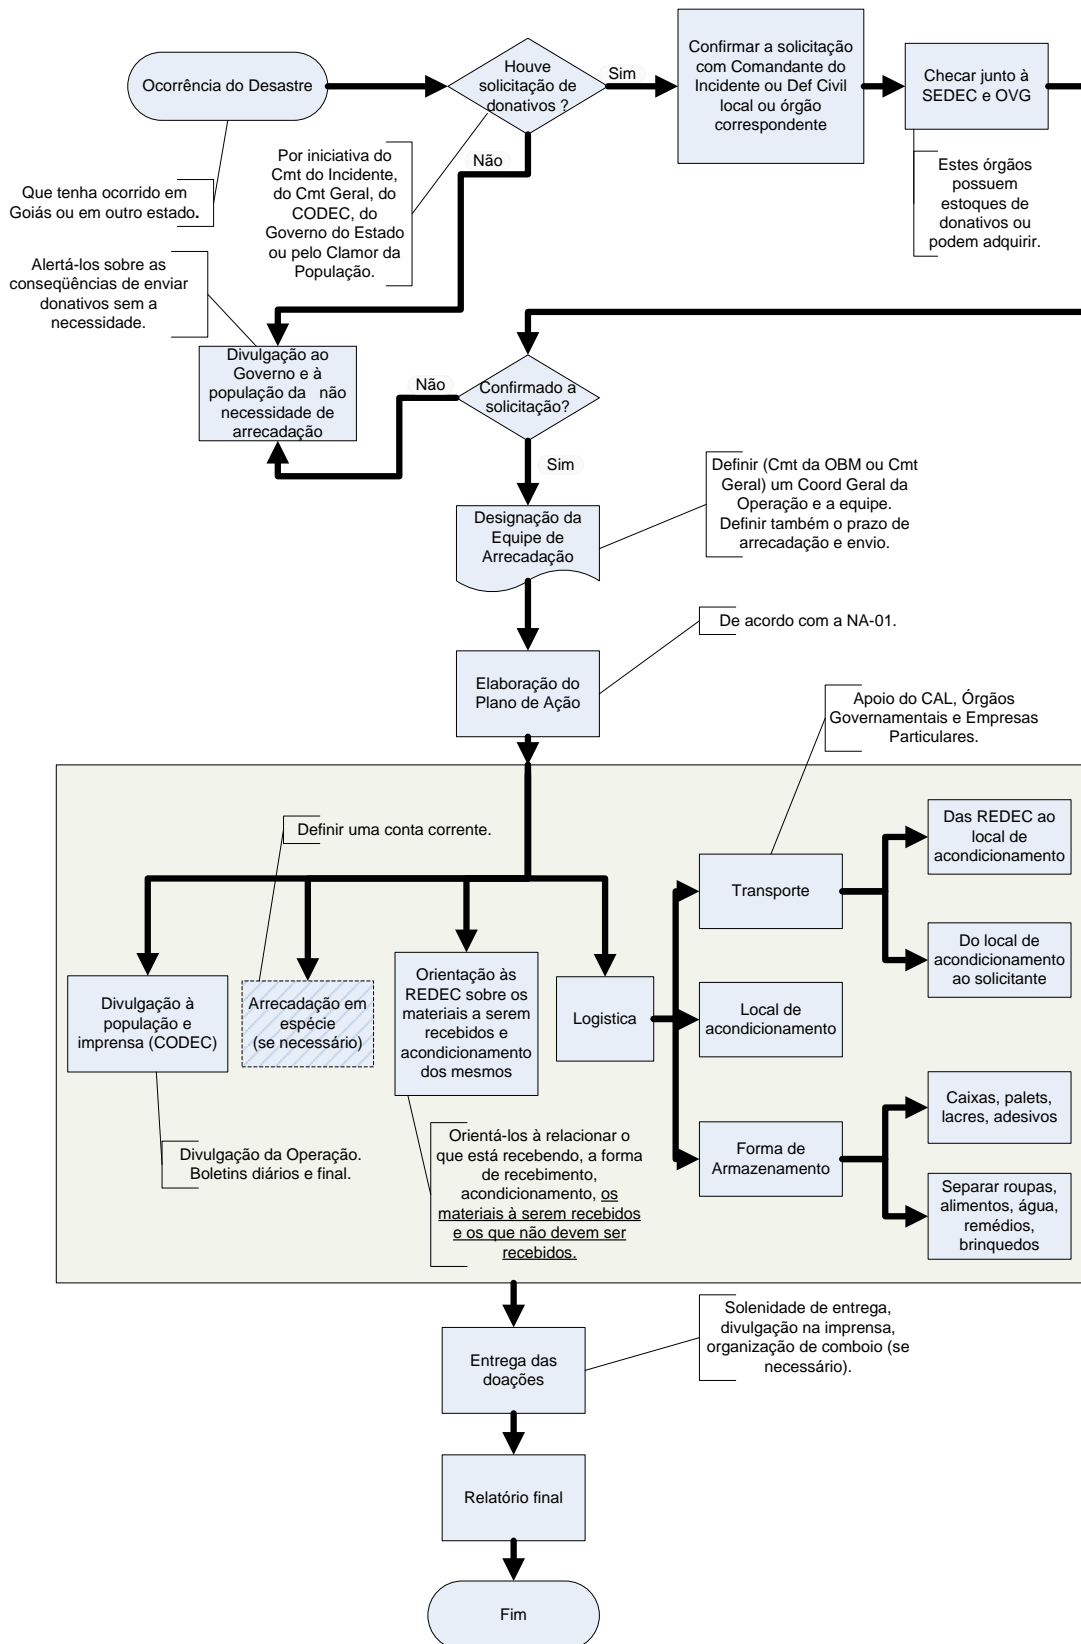 Ocorrência do Desastre
Houve
solicitação de
donativos ?
Sim
Confirmar a solicitação
com Comandante do
Incidente ou Def Civil
local ou órgão
correspondente
Checar junto à
SEDEC e OVG
Não
Por iniciativa do
Cmt do Incidente,
do Cmt Geral, do
CODEC, do
Governo do Estado
ou pelo Clamor da
População.
Que tenha ocorrido em
Goiás ou em outro estado.
Estes órgãos
possuem
estoques de
donativos ou
podem adquirir.
Alertá-los sobre as
conseqüências de enviar
donativos sem a
necessidade.
Divulgação ao
Governo e à
população da não
necessidade de
arrecadação
Não
Confirmado a
solicitação?
Sim
Definir (Cmt da OBM ou Cmt
Geral) um Coord Geral da
Operação e a equipe.
Definir também o prazo de
arrecadação e envio.
Designação da
Equipe de
Arrecadação
De acordo com a NA-01.
Elaboração do
Plano de Ação
Apoio do CAL, Órgãos
Governamentais e Empresas
Particulares.
Definir uma conta corrente.
Das REDEC ao
local de
acondicionamento
Transporte
Do local de
acondicionamento
ao solicitante
Divulgação à
população e
imprensa (CODEC)
Arrecadação em
espécie
(se necessário)
Orientação às
REDEC sobre os
materiais a serem
recebidos e
acondicionamento
dos mesmos
Logistica
Local de
acondicionamento
Caixas, palets,
lacres, adesivos
Forma de
Armazenamento
Separar roupas,
alimentos, água,
remédios,
brinquedos
Divulgação da Operação.
Boletins diários e final.
Orientá-los à relacionar o
que está recebendo, a forma
de recebimento,
acondicionamento, os
materiais à serem recebidos
e os que não devem ser
recebidos.
Solenidade de entrega,
divulgação na imprensa,
organização de comboio (se
necessário).
Entrega das
doações
Relatório final
Fim